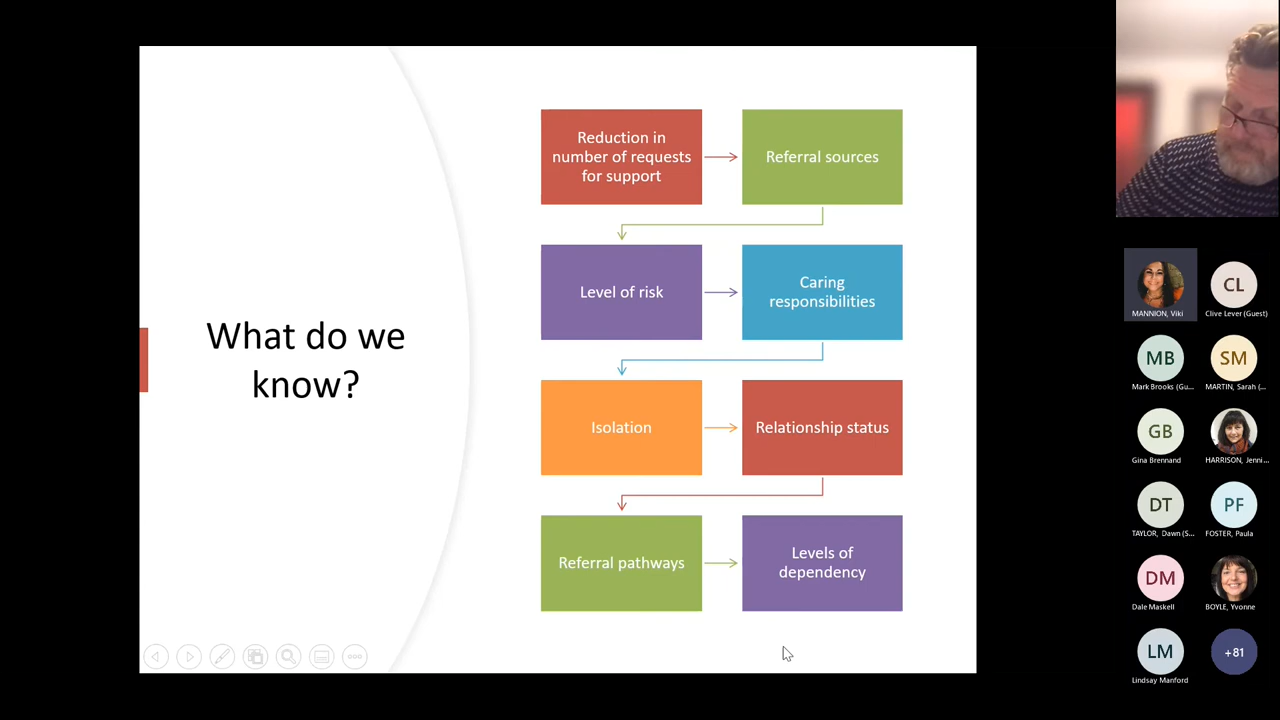 What do we
know?
Reduction in
number of requests
for support
Referral sources
Level of risk
Caring
responsibilities
Isolation
Relationship status
Referral pathways
Levels of
dependency
MANNION, Viki
CL
Clive Lever (Guest)
MB
Mark Brooks (Gu...
SM
MARTIN, Sarah (...
GB
Gina Brennand
HARRISON, Jenni...
DT
TAYLOR, Dawn (S...
PF
FOSTER, Paula
DM
Dale Maskell
BOYLE, Yvonne
LM
Lindsay Manford
+81